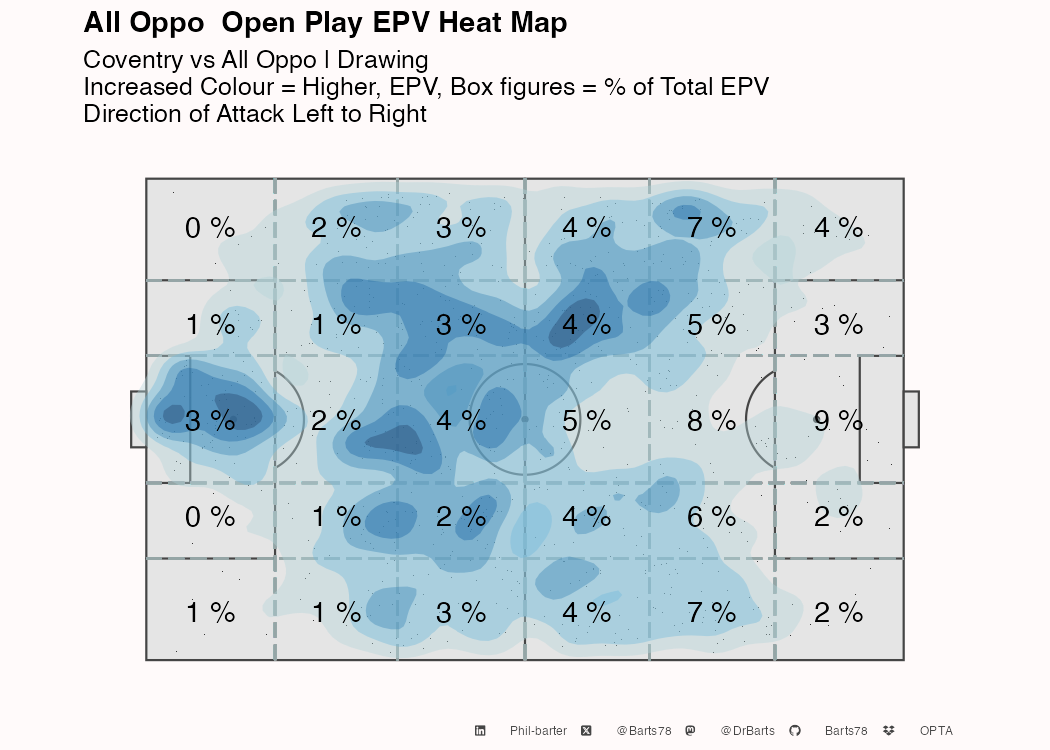 All Oppo  Open Play EPV Heat Map
Coventry vs All Oppo | Drawing
Increased Colour = Higher, EPV, Box figures = % of Total EPV
Direction of Attack Left to Right
0 % 2 % 3 % 4 % 7 % 4 %
1 % 1 % 3 % 4 % 5 % 3 %
3 % 2 % 4 % 5 % 8 % 9 %
0 % 1 % 2 % 4 % 6 % 2 %
1 % 1 % 3 % 4 % 7 % 2 %
Phil-barter @Barts78 @DrBarts Barts78 OPTA